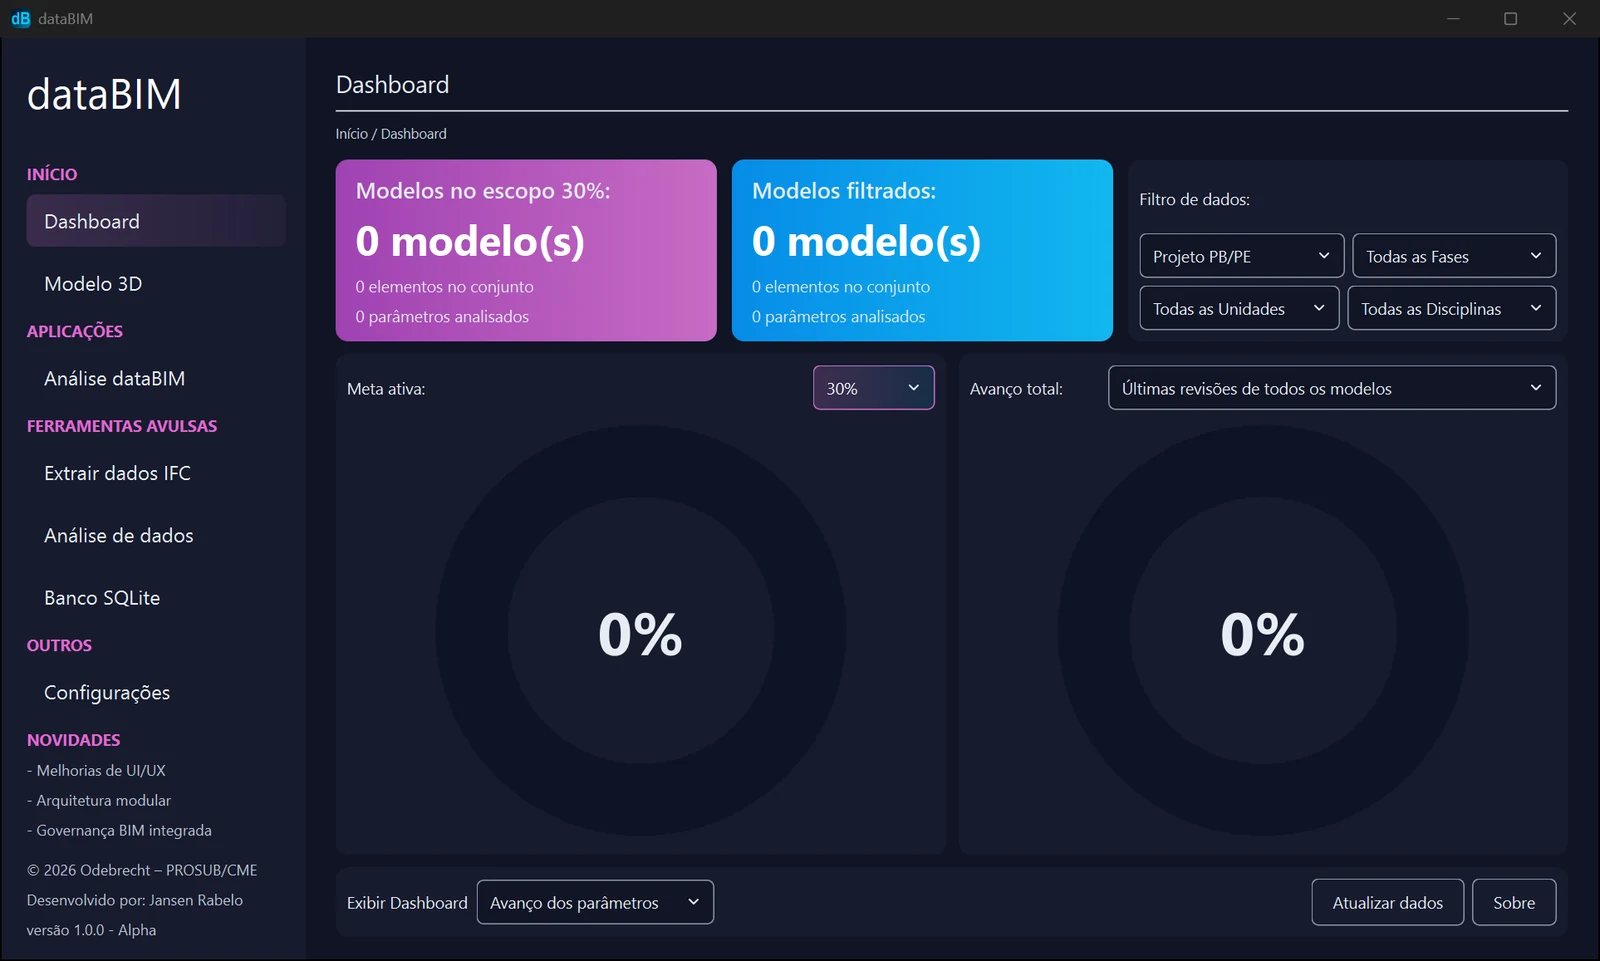 dB dataBIM
dataBIM
INÍCIO
Dashboard
Modelo 3D
APLICAÇÕES
Análise dataBIM
FERRAMENTAS AVULSAS
Extrair dados IFC
Análise de dados
Banco SQLite
OUTROS
Configurações
NOVIDADES
- Melhorias de UI/UX
- Arquitetura modular
- Governança BIM integrada
© 2026 Odebrecht – PROSUB/CME
Desenvolvido por: Jansen Rabelo
versão 1.0.0 - Alpha
Dashboard
Início / Dashboard
Modelos no escopo 30%:
0 modelo(s)
0 elementos no conjunto
0 parâmetros analisados
Modelos filtrados:
0 modelo(s)
0 elementos no conjunto
0 parâmetros analisados
Filtro de dados:
Projeto PB/PE
Todas as Fases
Todas as Unidades
Todas as Disciplinas
Meta ativa:
30%
0%
Avanço total:
Últimas revisões de todos os modelos
0%
Exibir Dashboard
Avanço dos parâmetros
Atualizar dados
Sobre